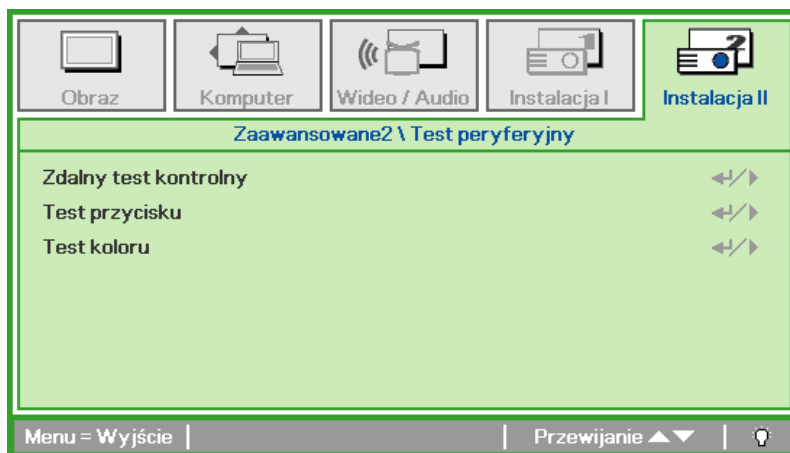 Obraz
Komputer
Wideo / Audio
Instalacja I
Instalacja II
Zaawansowane2 \ Test peryferyjny
Zdalny test kontrolny
Test przycisku
Test koloru
Menu = Wyjście
Przewijanie